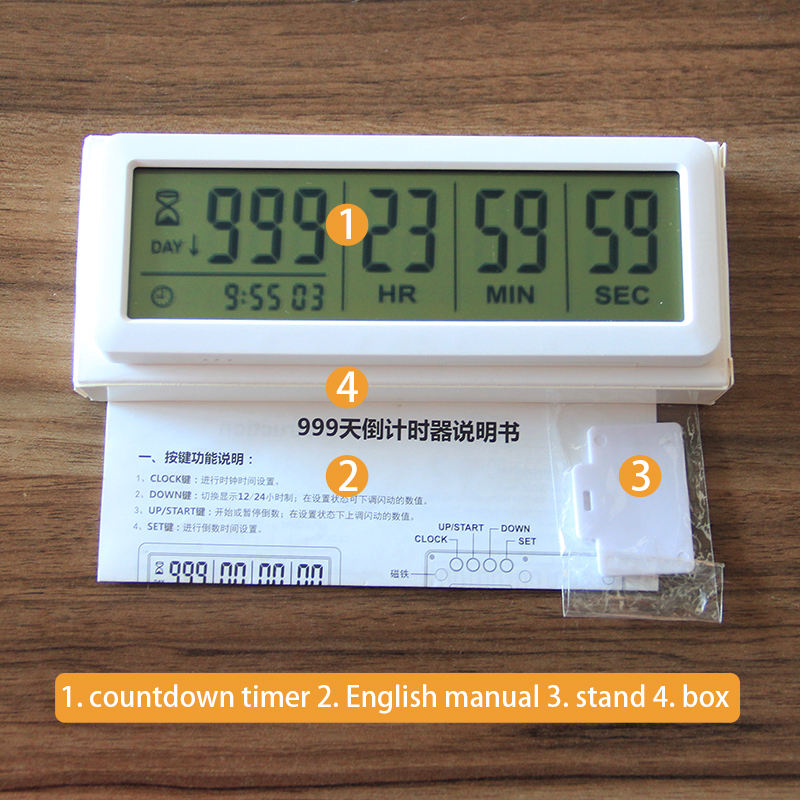 DAY ↓ 999 23 59 59
9:55 03 HR MIN SEC
1
4
999天倒计时器说明书
一、按键功能说明：
2
3
1、CLOCK键：进行时钟时间设置。
2、DOWN键：切换显示12/24小时制；在设置状态可下调闪动的数值。
3、UP/START键：开始或暂停倒数；在设置状态下上调闪动的数值。
4、SET键：进行倒数时间设置。
UP/START DOWN
CLOCK SET
999 00 00 00
磁铁
1. countdown timer 2. English manual 3. stand 4. box